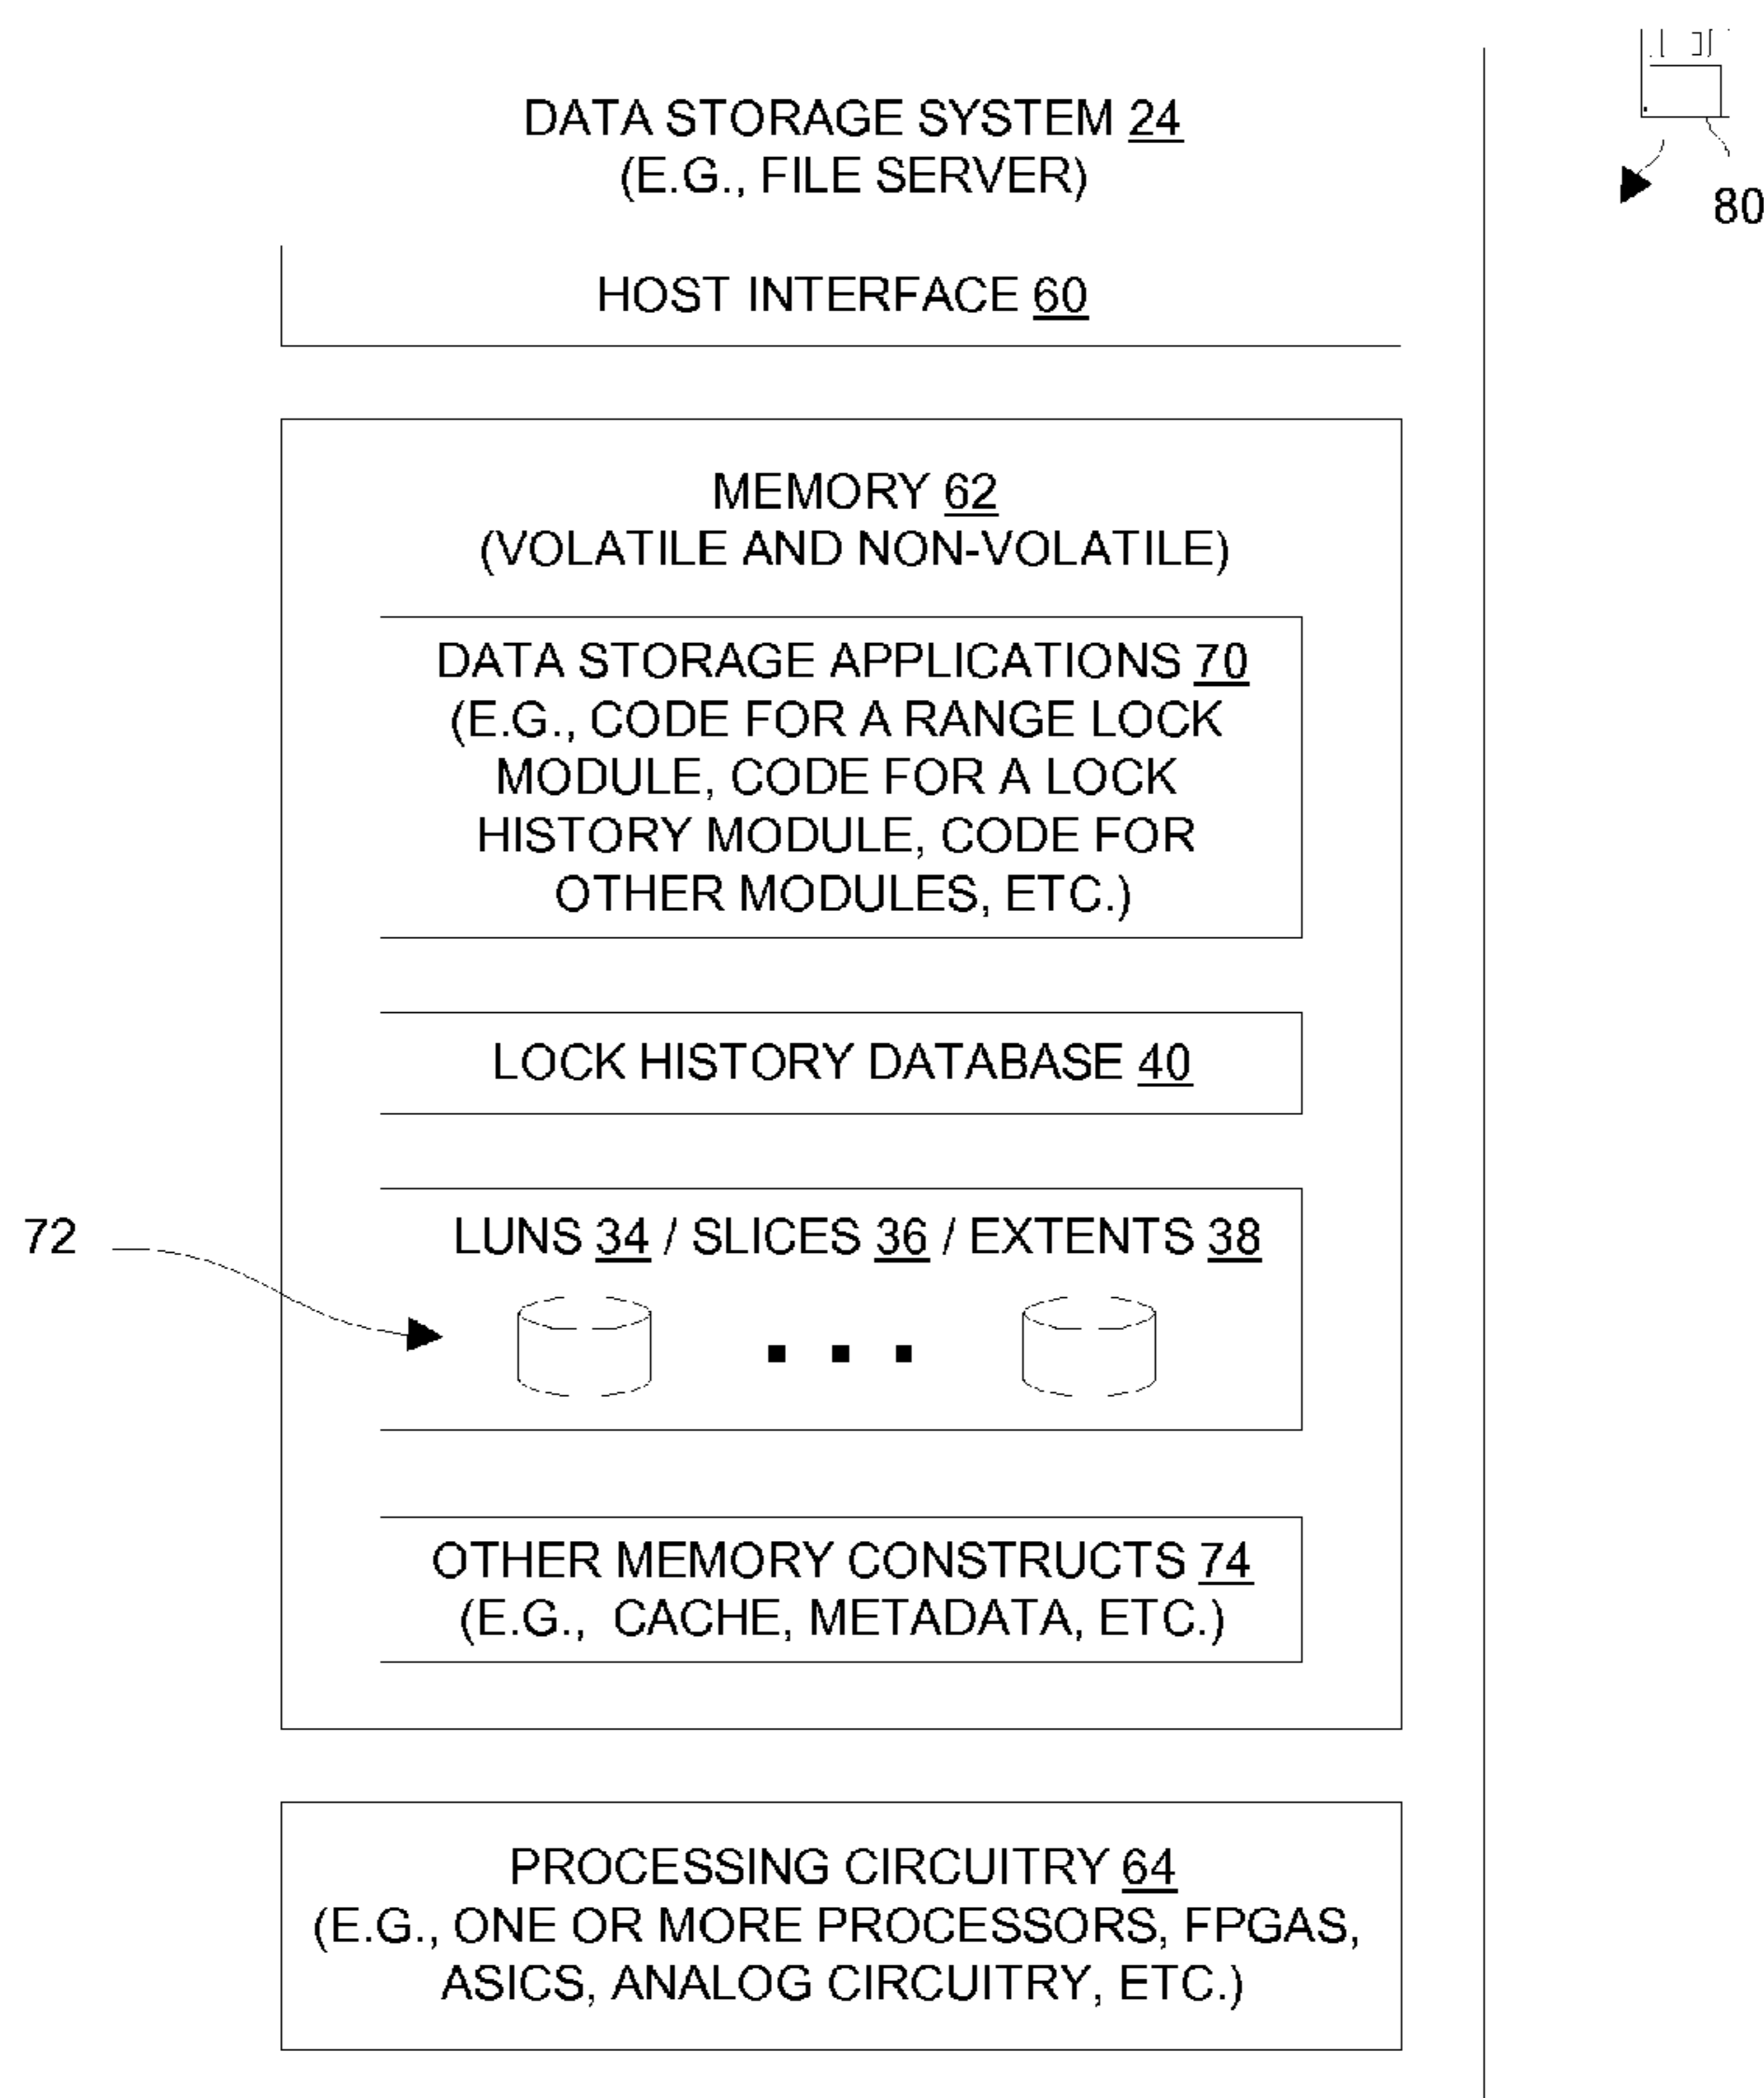 DATA STORAGE SYSTEM 24
(E.G., FILE SERVER)
80
HOST INTERFACE 60
MEMORY 62
(VOLATILE AND NON-VOLATILE)
DATA STORAGE APPLICATIONS 70
(E.G., CODE FOR A RANGE LOCK
MODULE, CODE FOR A LOCK
HISTORY MODULE, CODE FOR
OTHER MODULES, ETC.)
LOCK HISTORY DATABASE 40
72
LUNS 34 / SLICES 36 / EXTENTS 38
OTHER MEMORY CONSTRUCTS 74
(E.G., CACHE, METADATA, ETC.)
PROCESSING CIRCUITRY 64
(E.G., ONE OR MORE PROCESSORS, FPGAS,
ASICS, ANALOG CIRCUITRY, ETC.)